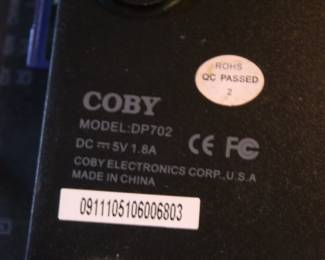 ROHS
QC PASSED
2
COBY
MODEL:DP702
DC ⎓ 5V 1.8A
CE FC
COBY ELECTRONICS CORP., U.S.A
MADE IN CHINA
0911105106006803